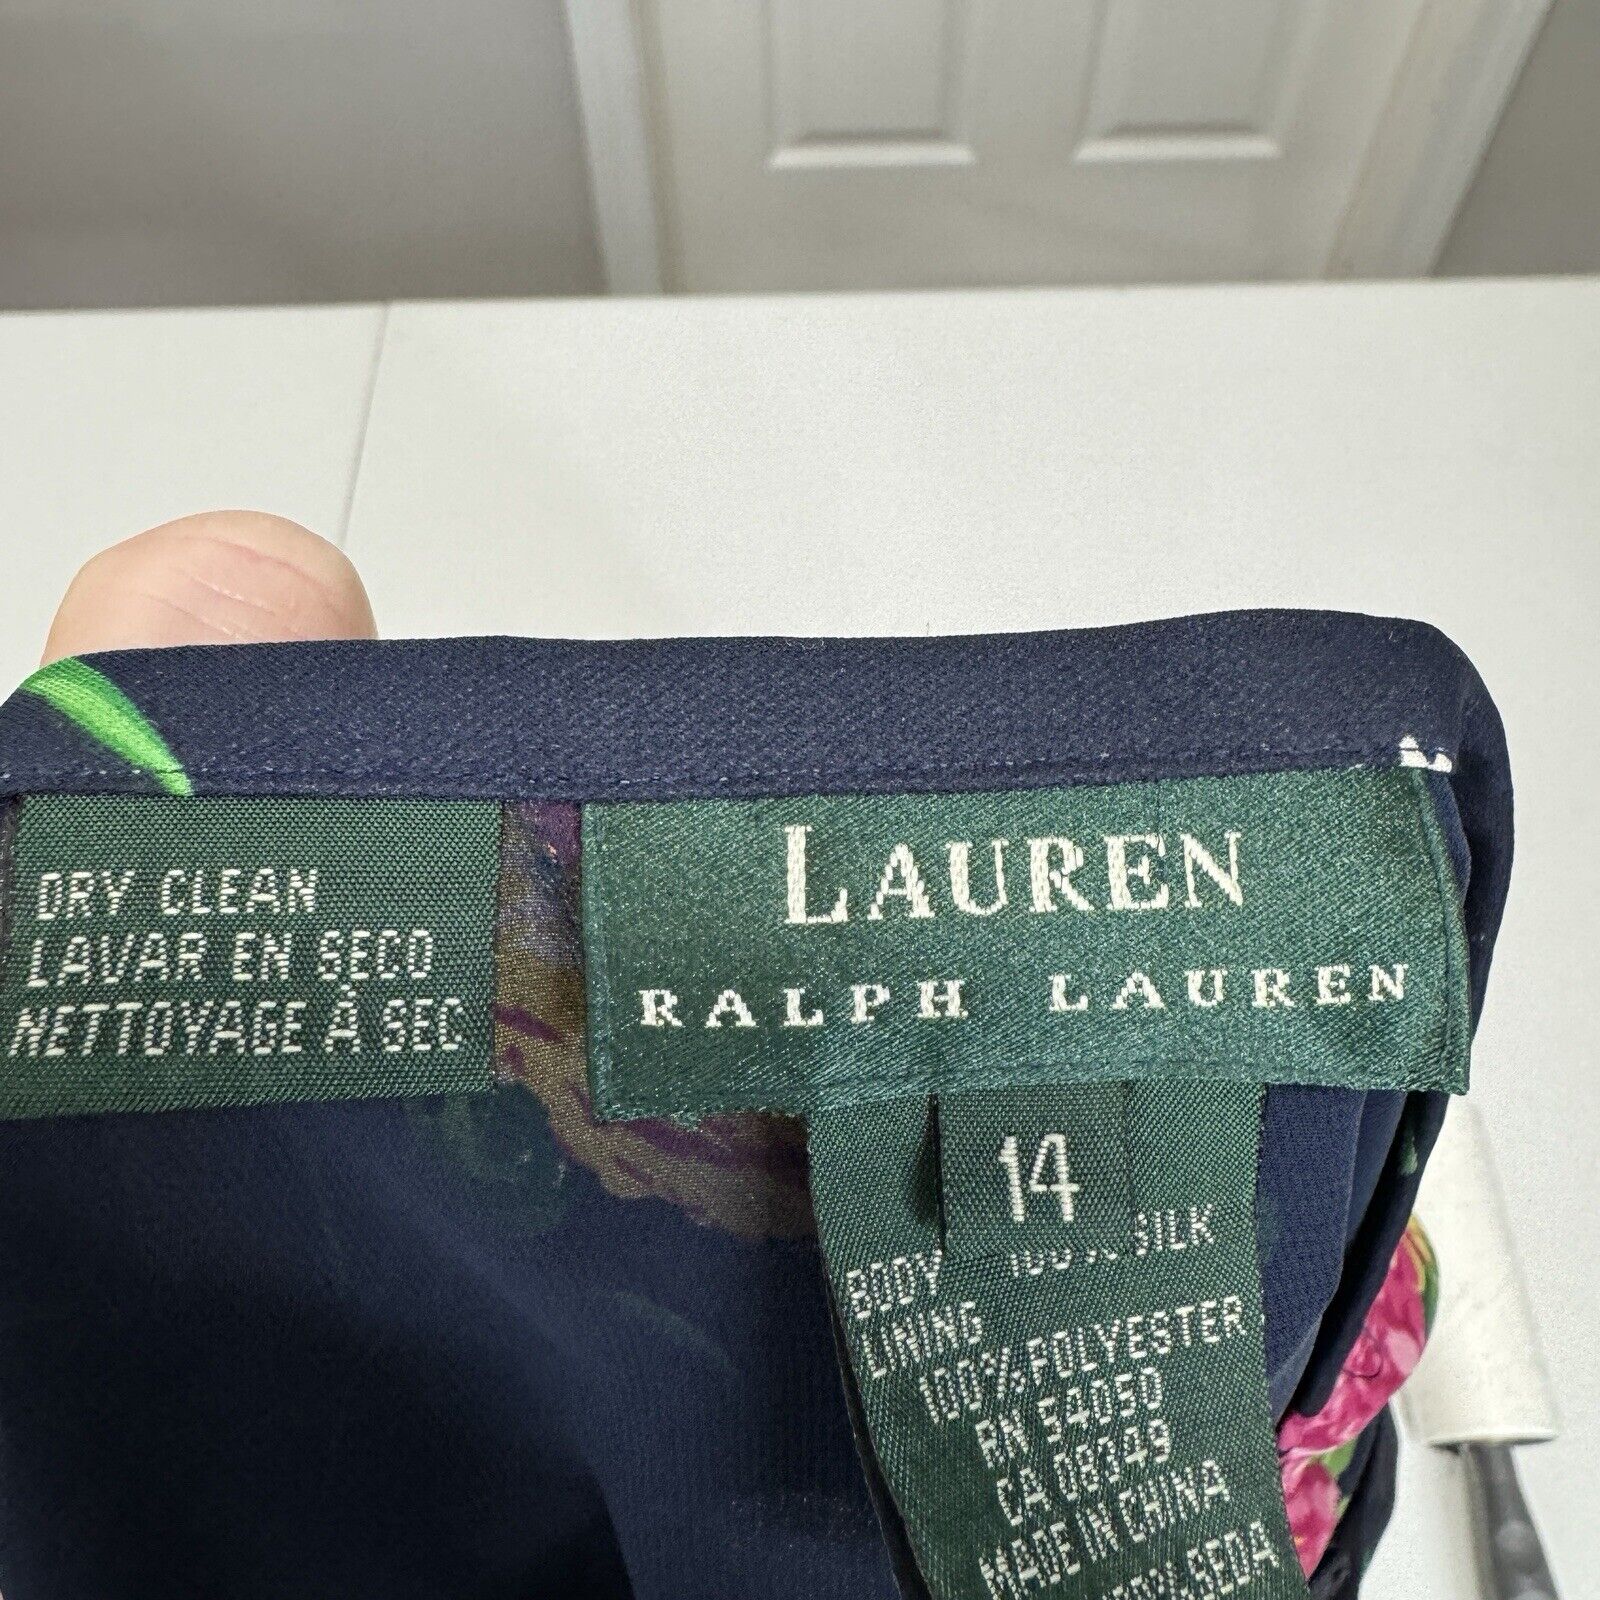 DRY CLEAN
LAVAR EN SECO
NETTOYAGE À SEC
LAUREN
RALPH LAUREN
14
BODY 100% SILK
LINING
100% POLYESTER
RN 54050
CA 08349
MADE IN CHINA